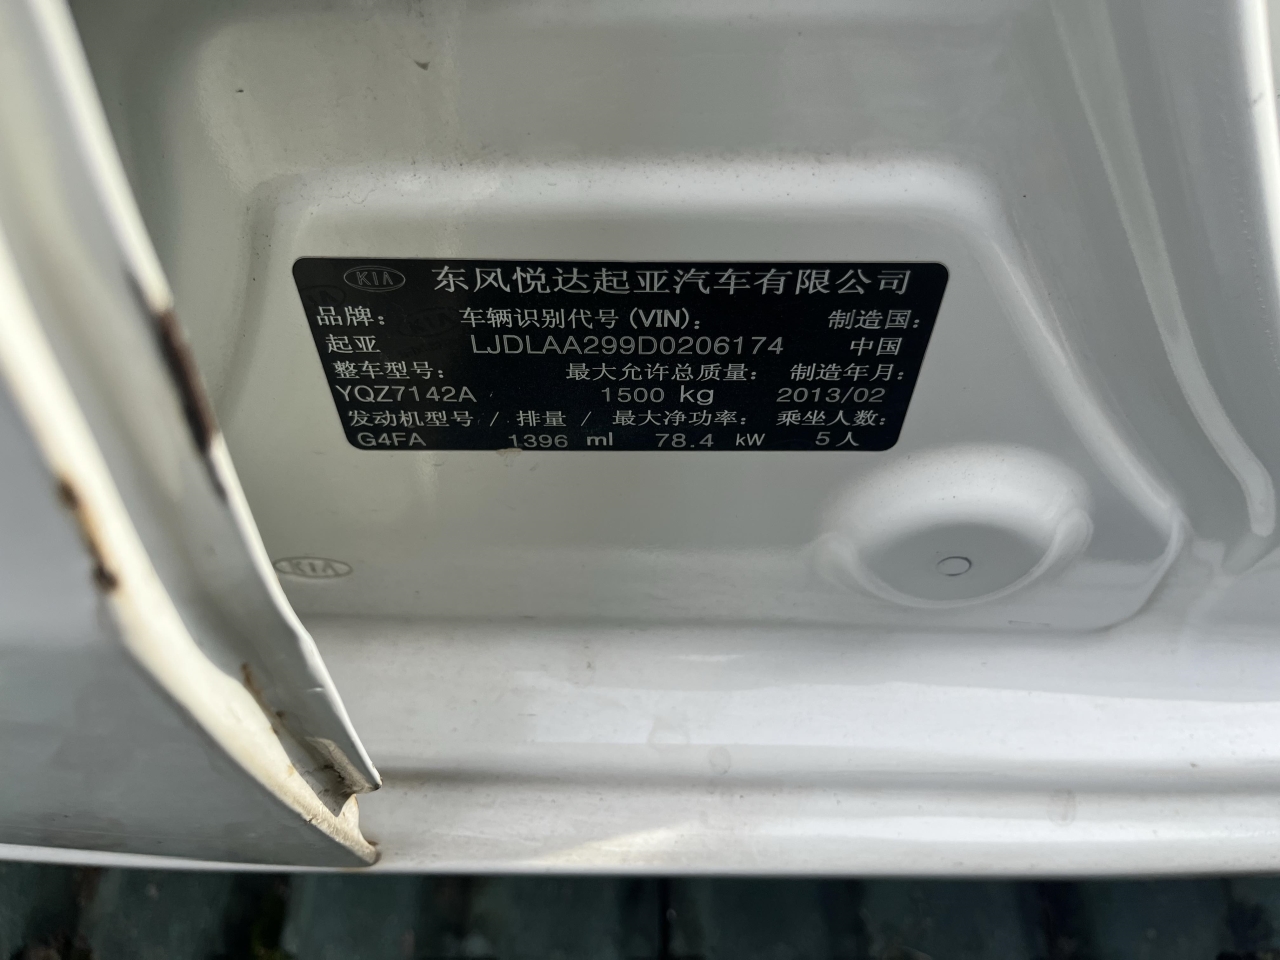 KIA 东风悦达起亚汽车有限公司
品牌： 车辆识别代号(VIN)： 制造国：
起亚 LJDLAA299D0206174 中国
整车型号： 最大允许总质量： 制造年月：
YQZ7142A 1500 kg 2013/02
发动机型号 / 排量 / 最大净功率： 乘坐人数：
G4FA 1396 ml 78.4 kW 5人
KIA